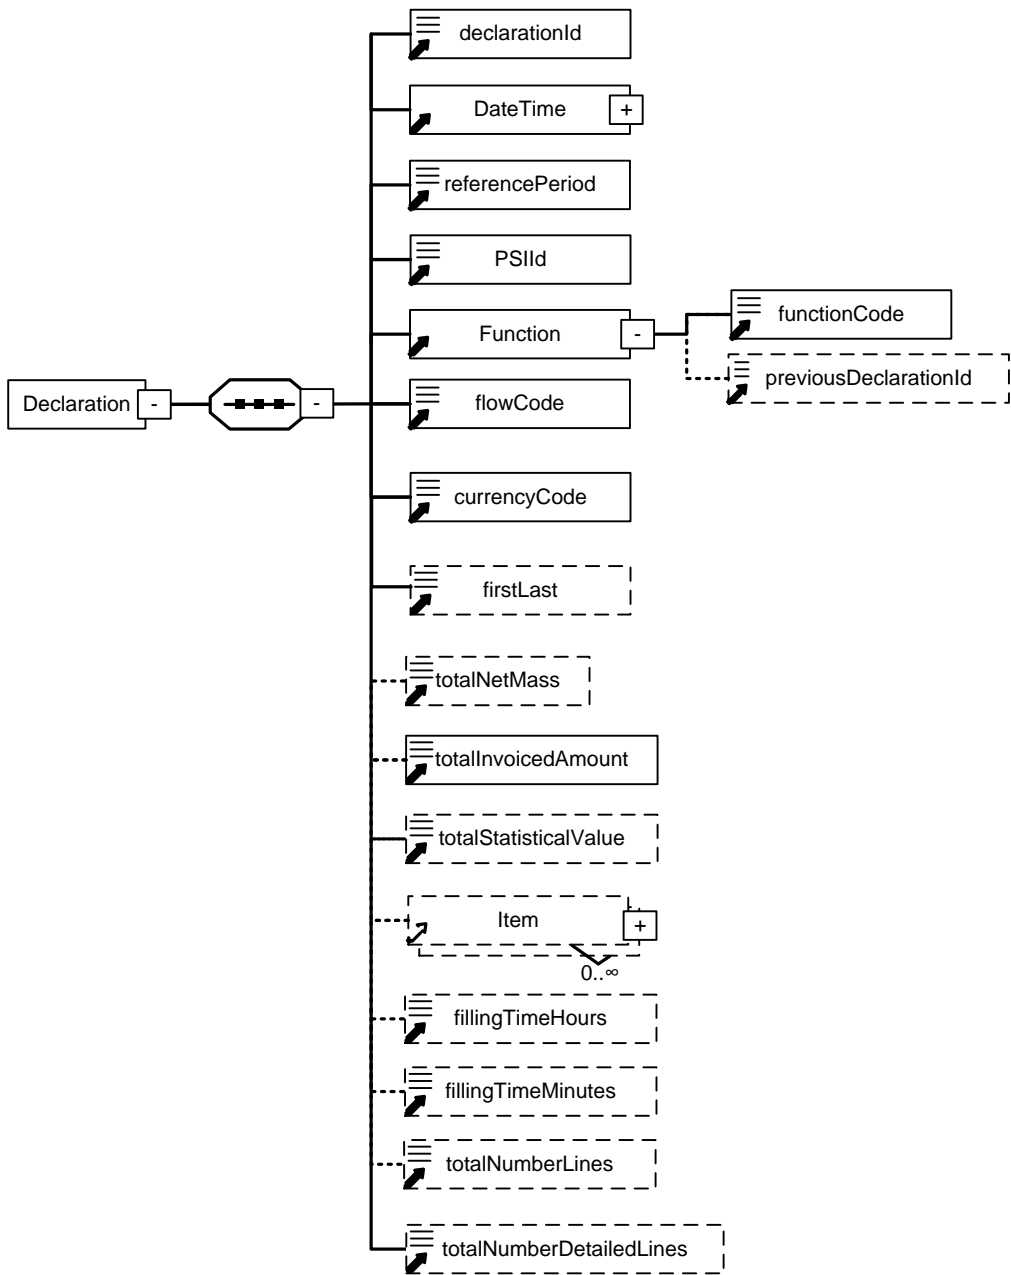 declarationId
DateTime
+
referencePeriod
PSIId
Function
-
functionCode
previousDeclarationId
Declaration
-
-
flowCode
currencyCode
firstLast
totalNetMass
totalInvoicedAmount
totalStatisticalValue
Item
+
0..∞
fillingTimeHours
fillingTimeMinutes
totalNumberLines
totalNumberDetailedLines